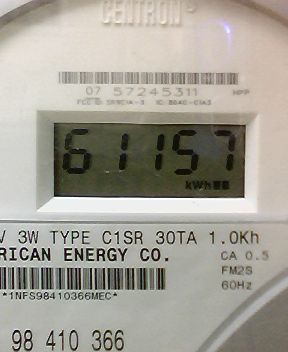 CENTRON®
07 57245311
61157
kWh
V 3W TYPE C1SR 30TA 1.0Kh
RICAN ENERGY CO. CA 0.5
FM2S
*1NFS98410366MEC* 60Hz
98 410 366